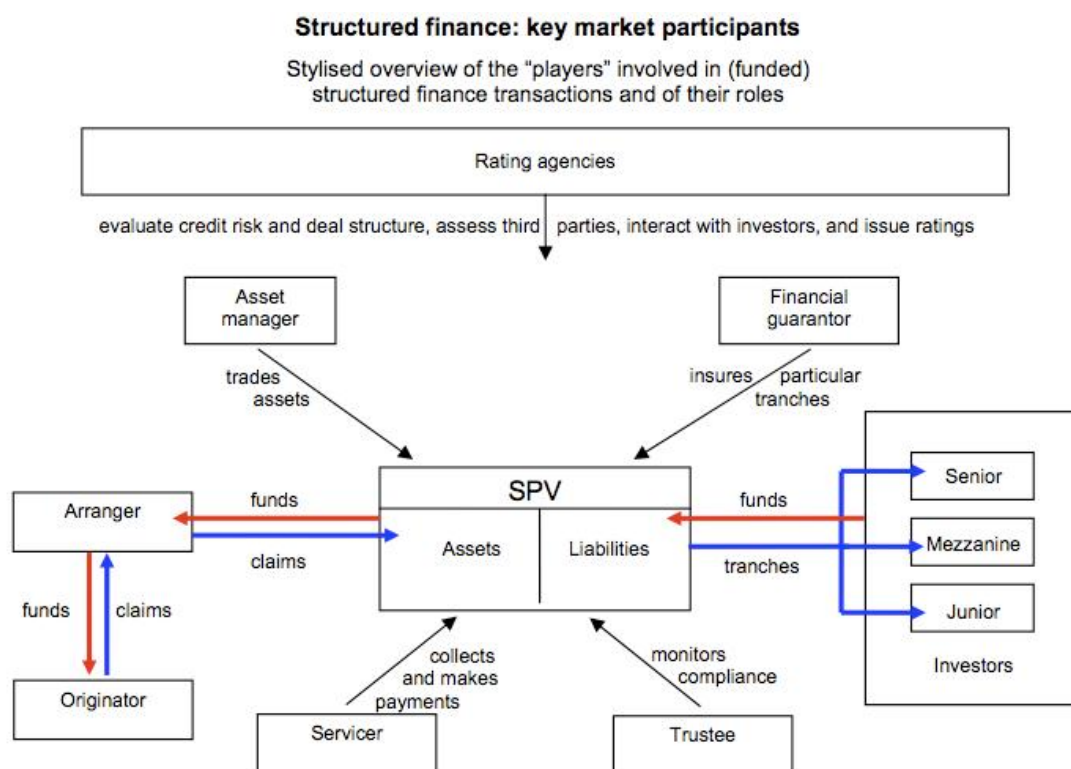 Structured finance: key market participants
Stylised overview of the “players” involved in (funded)
structured finance transactions and of their roles
Rating agencies
evaluate credit risk and deal structure, assess third parties, interact with investors, and issue ratings
Asset
manager
Financial
guarantor
trades
assets
insures particular
tranches
SPV
Assets
Liabilities
Arranger
funds
claims
funds
claims
Originator
funds
tranches
Senior
Mezzanine
Junior
Investors
collects
and makes
payments
Servicer
monitors
compliance
Trustee